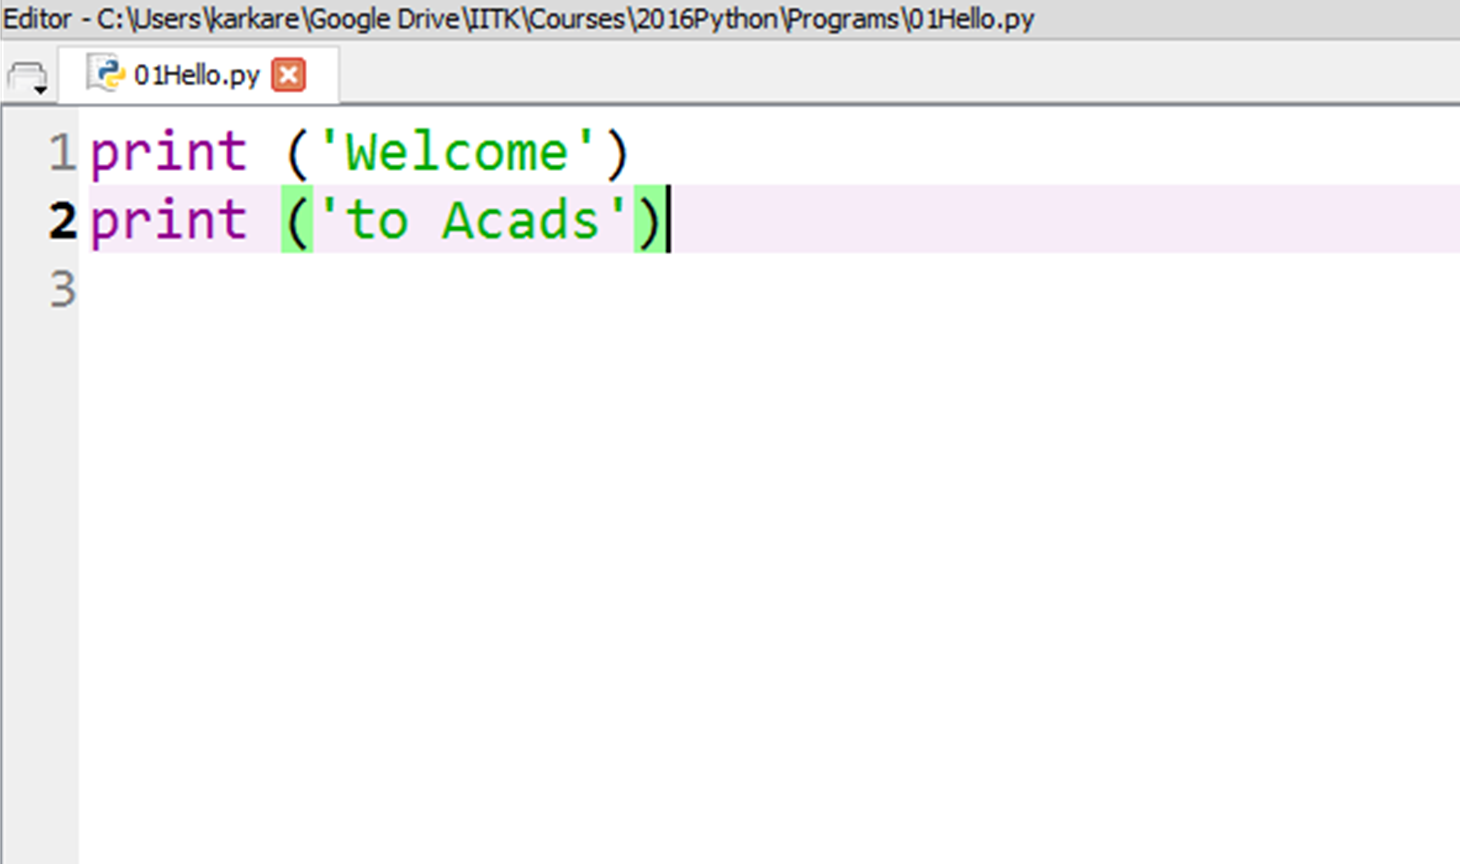 Editor - C:\Users\karkare\Google Drive\IITK\Courses\2016Python\Programs\01Hello.py
01Hello.py
1 print ('Welcome')
2 print ('to Acads')
3